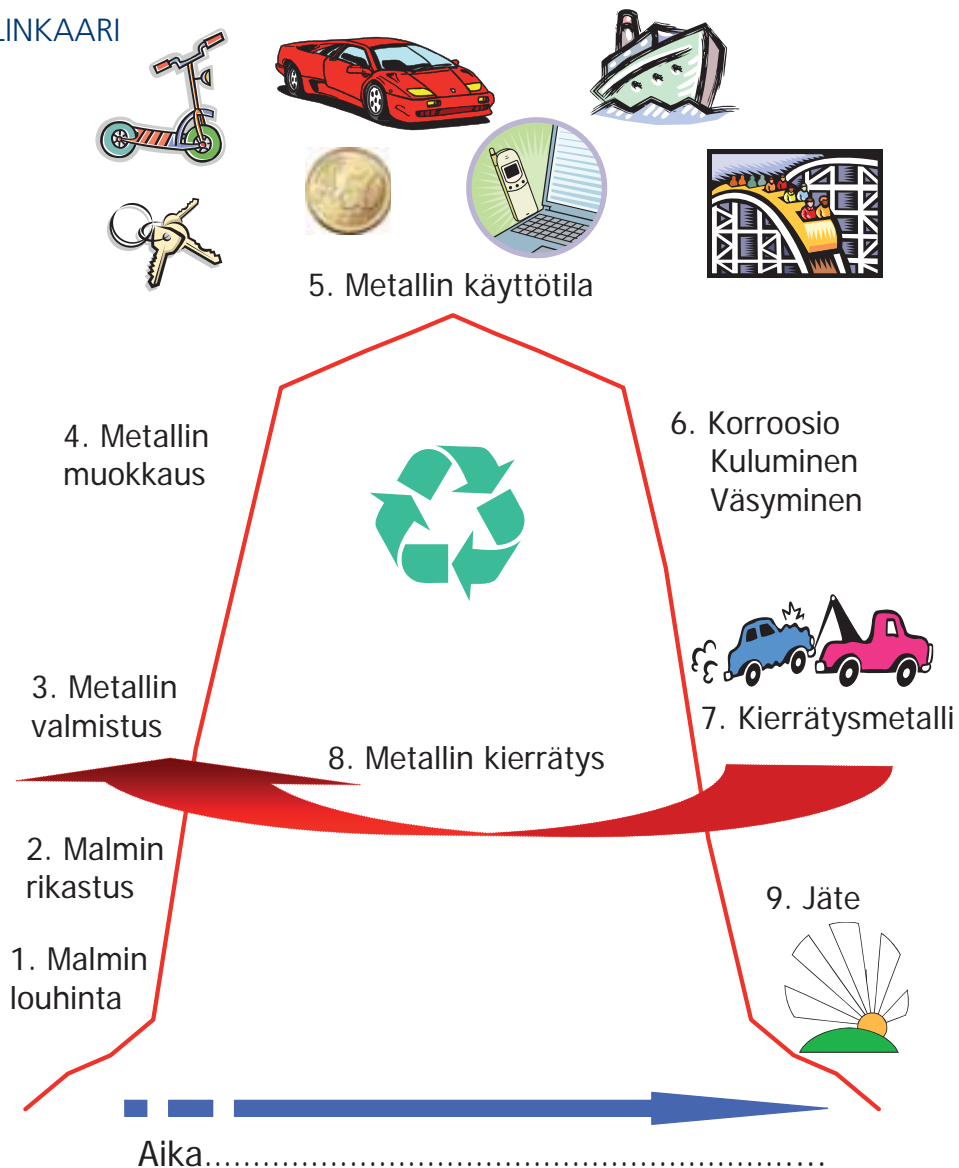 LINKAARI
5. Metallin käyttötila
4. Metallin
muokkaus
6. Korroosio
Kuluminen
Väsyminen
3. Metallin
valmistus
7. Kierrätysmetalli
8. Metallin kierrätys
2. Malmin
rikastus
9. Jäte
1. Malmin
louhinta
Aika................................................................